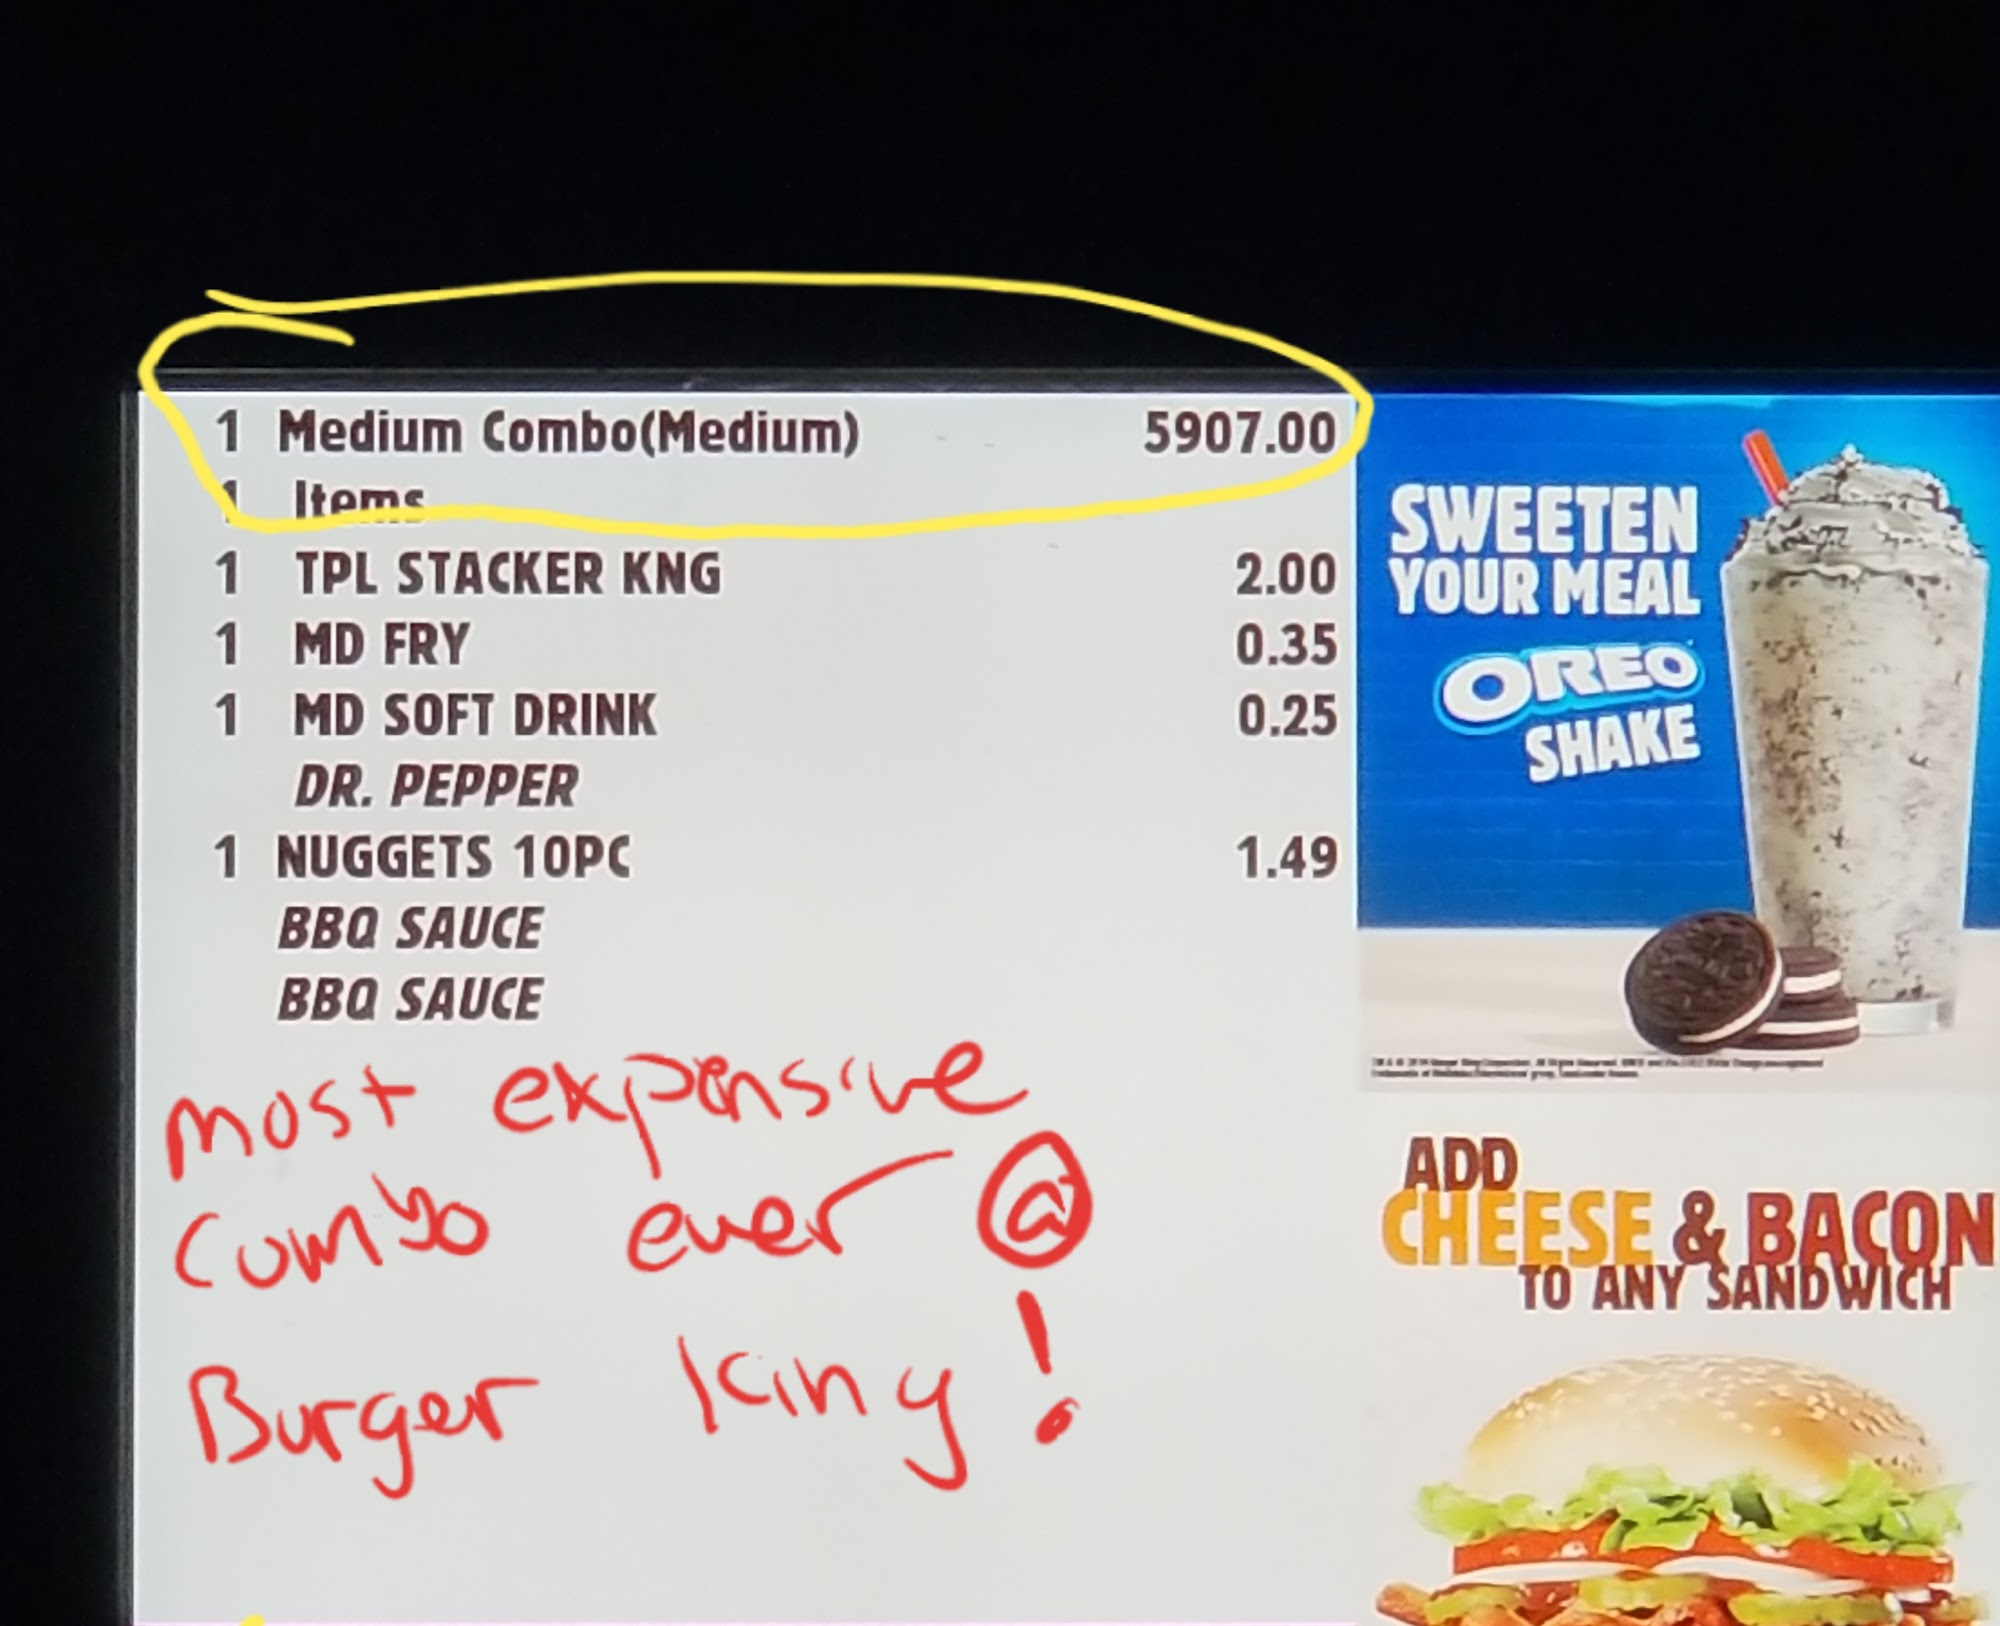 1 Medium Combo(Medium) 5907.00
1 Items
1 TPL STACKER KNG 2.00
1 MD FRY 0.35
1 MD SOFT DRINK 0.25
DR. PEPPER
1 NUGGETS 10PC 1.49
BBQ SAUCE
BBQ SAUCE
most expensive
combo ever @
Burger King!
SWEETEN
YOUR MEAL
OREO
SHAKE
ADD
CHEESE & BACON
TO ANY SANDWICH